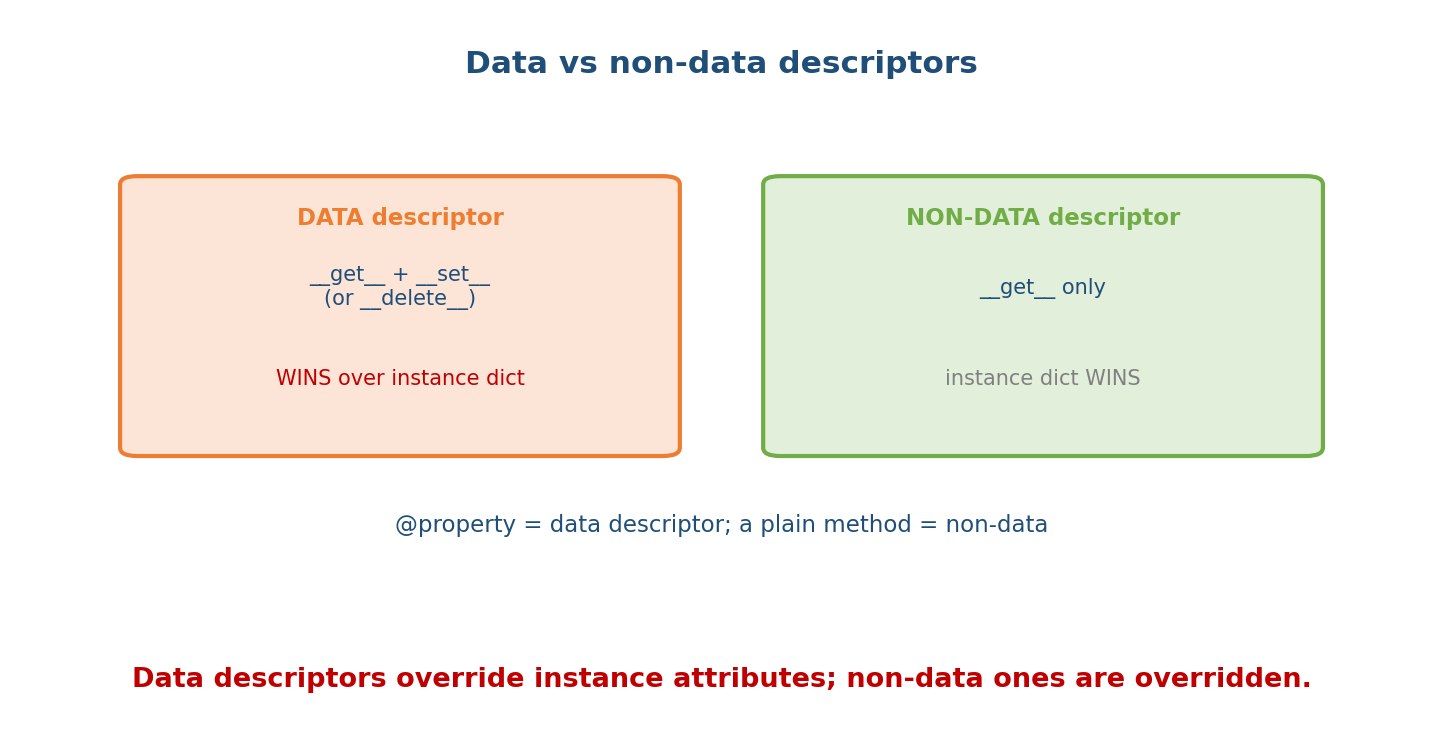 Data vs non-data descriptors
DATA descriptor
__get__ + __set__
(or __delete__)
WINS over instance dict
NON-DATA descriptor
__get__ only
instance dict WINS
@property = data descriptor; a plain method = non-data
Data descriptors override instance attributes; non-data ones are overridden.